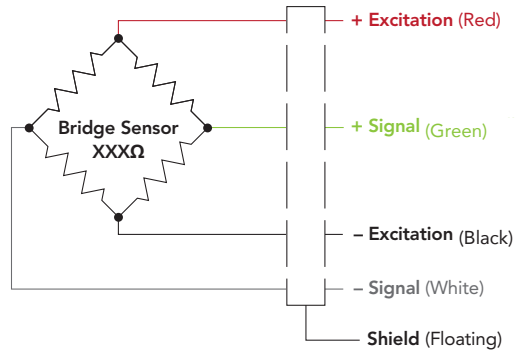 + Excitation (Red)
Bridge Sensor
XXXΩ
+ Signal (Green)
– Excitation (Black)
– Signal (White)
Shield (Floating)